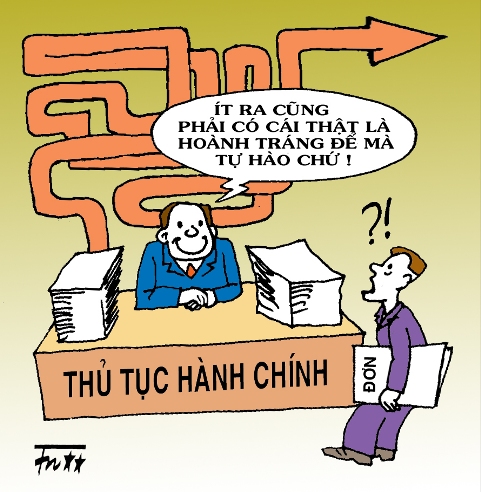 ÍT RA CŨNG
PHẢI CÓ CÁI THẬT LÀ
HOÀNH TRÁNG ĐỂ MÀ
TỰ HÀO CHỨ !
?!
THỦ TỤC HÀNH CHÍNH
ĐƠN